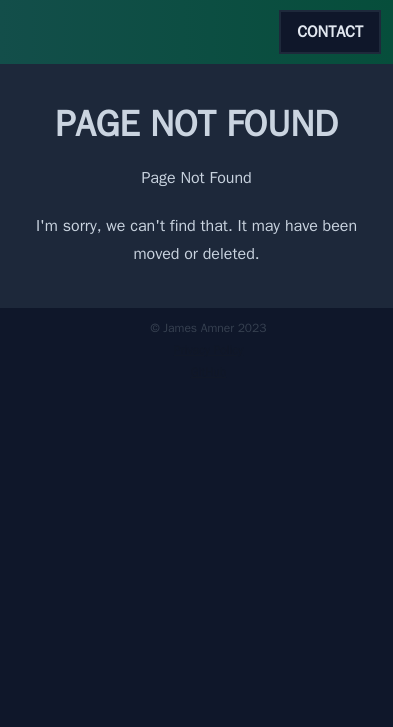 CONTACT
PAGE NOT FOUND
Page Not Found
I'm sorry, we can't find that. It may have been
moved or deleted.
© James Amner 2023